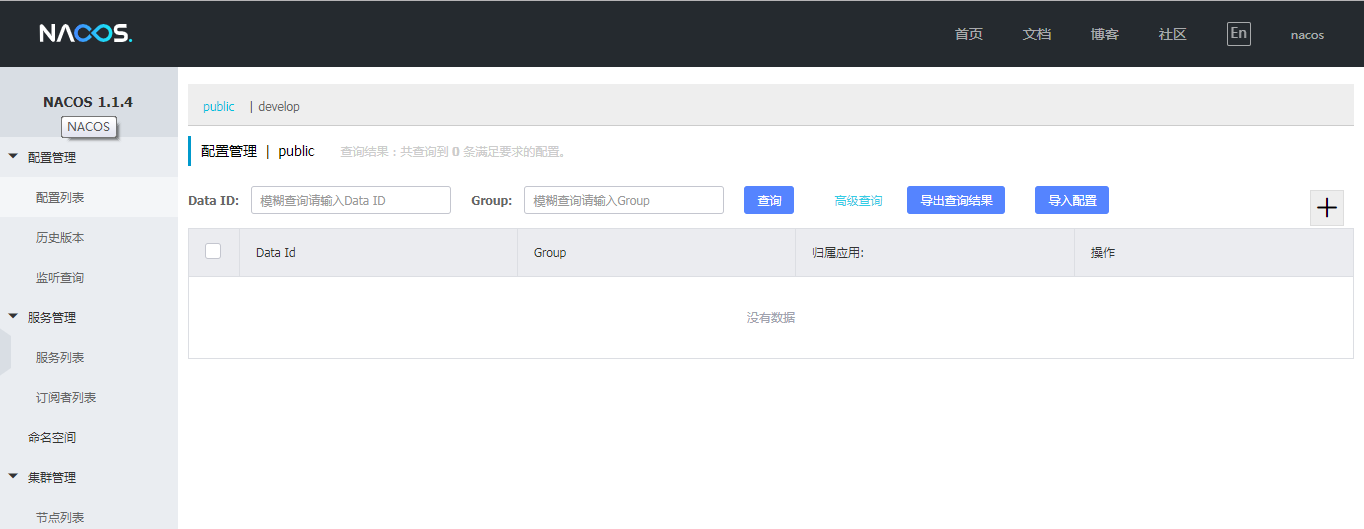 NACOS.
首页 文档 博客 社区 En nacos
NACOS 1.1.4
NACOS
配置管理
配置列表
历史版本
监听查询
服务管理
服务列表
订阅者列表
命名空间
集群管理
节点列表
public | develop
配置管理 | public 查询结果：共查询到 0 条满足要求的配置。
Data ID: 模糊查询请输入Data ID Group: 模糊查询请输入Group 查询 高级查询 导出查询结果 导入配置
Data Id Group 归属应用: 操作
没有数据